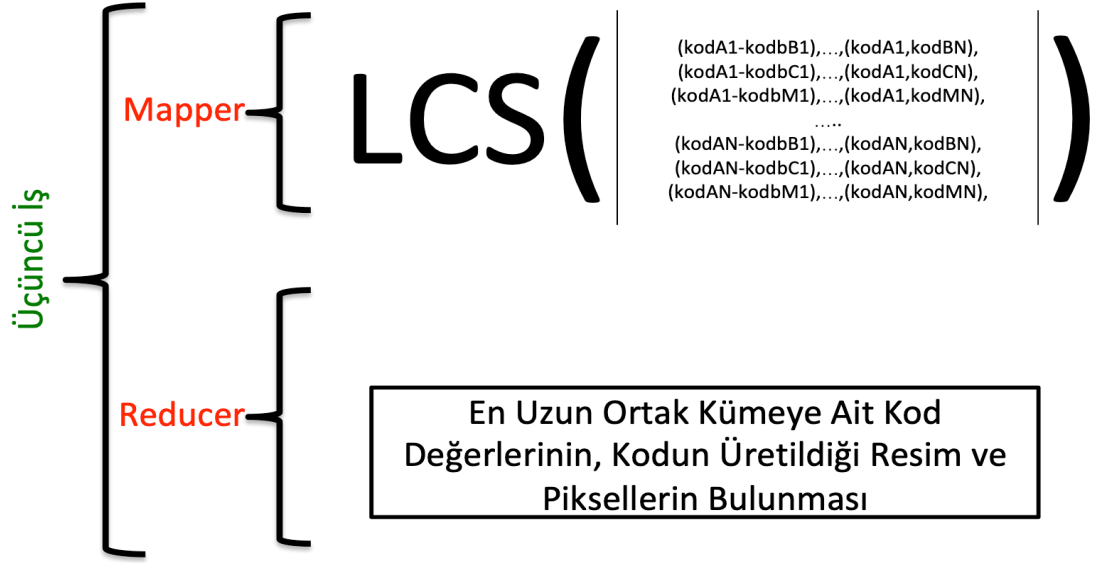 Üçüncü İş
Mapper
LCS
(kodA1-kodbB1),...,(kodA1,kodBN),
(kodA1-kodbC1),...,(kodA1,kodCN),
(kodA1-kodbM1),...,(kodA1,kodMN),
.....
(kodAN-kodbB1),...,(kodAN,kodBN),
(kodAN-kodbC1),...,(kodAN,kodCN),
(kodAN-kodbM1),...,(kodAN,kodMN),
Reducer
En Uzun Ortak Kümeye Ait Kod
Değerlerinin, Kodun Üretildiği Resim ve
Piksellerin Bulunması